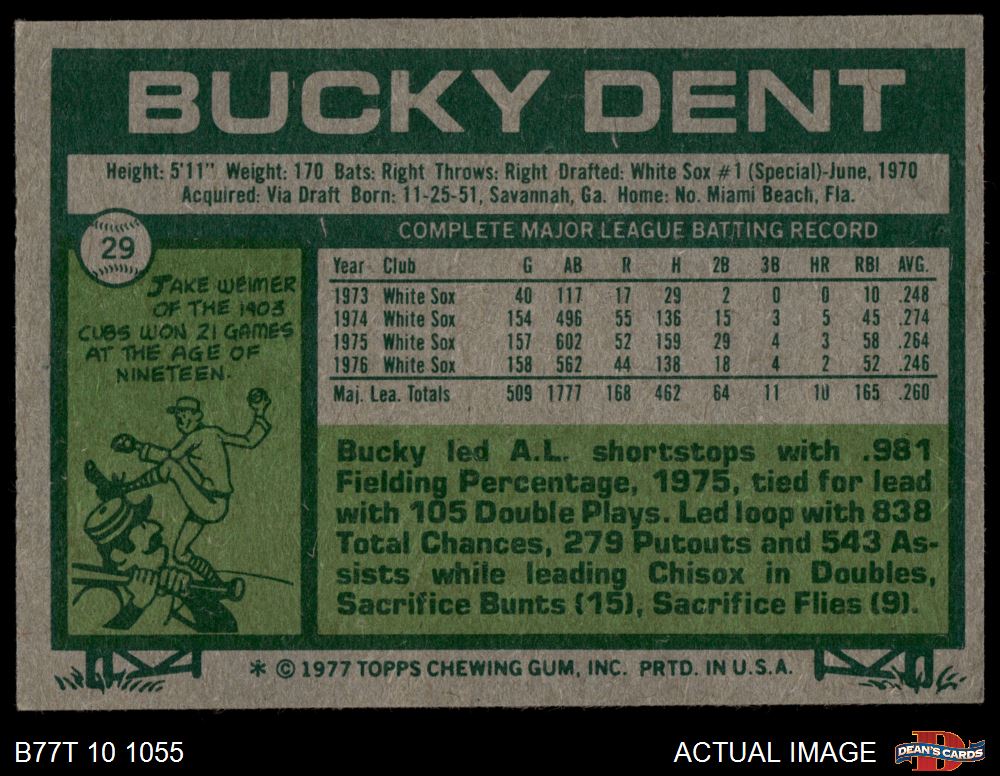 BUCKY DENT
Height: 5'11" Weight: 170 Bats: Right Throws: Right Drafted: White Sox #1 (Special)-June, 1970
Acquired: Via Draft Born: 11-25-51, Savannah, Ga. Home: No. Miami Beach, Fla.
29
JAKE WEIMER
OF THE 1903
CUBS WON 21 GAMES
AT THE AGE OF
NINETEEN.
COMPLETE MAJOR LEAGUE BATTING RECORD
Year Club G AB R H 2B 3B HR RBI AVG.
1973 White Sox 40 117 17 29 2 0 0 10 .248
1974 White Sox 154 496 55 136 15 3 5 45 .274
1975 White Sox 157 602 52 159 29 4 3 58 .264
1976 White Sox 158 562 44 138 18 4 2 52 .246
Maj. Lea. Totals 509 1777 168 462 64 11 10 165 .260
Bucky led A.L. shortstops with .981
Fielding Percentage, 1975, tied for lead
with 105 Double Plays. Led loop with 838
Total Chances, 279 Putouts and 543 As-
sists while leading Chisox in Doubles,
Sacrifice Bunts (15), Sacrifice Flies (9).
* © 1977 TOPPS CHEWING GUM, INC. PRTD. IN U.S.A.
B77T 10 1055
ACTUAL IMAGE
DEAN'S CARDS